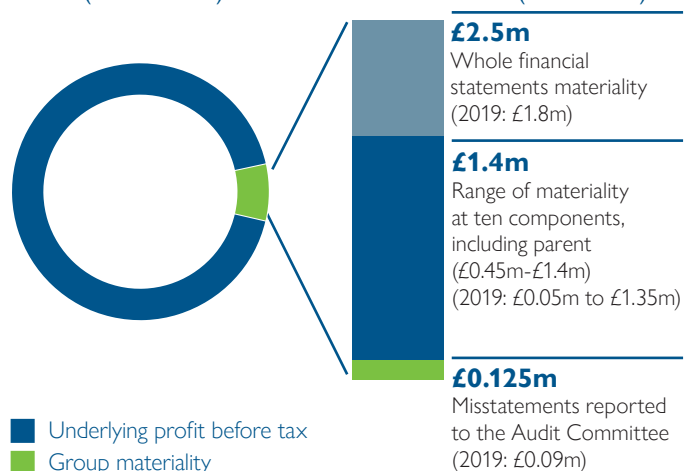 £2.5m
Whole financial
statements materiality
(2019: £1.8m)
£1.4m
Range of materiality
at ten components,
including parent
(£0.45m-£1.4m)
(2019: £0.05m to £1.35m)
£0.125m
Misstatements reported
to the Audit Committee
(2019: £0.09m)
Underlying profit before tax
Group materiality